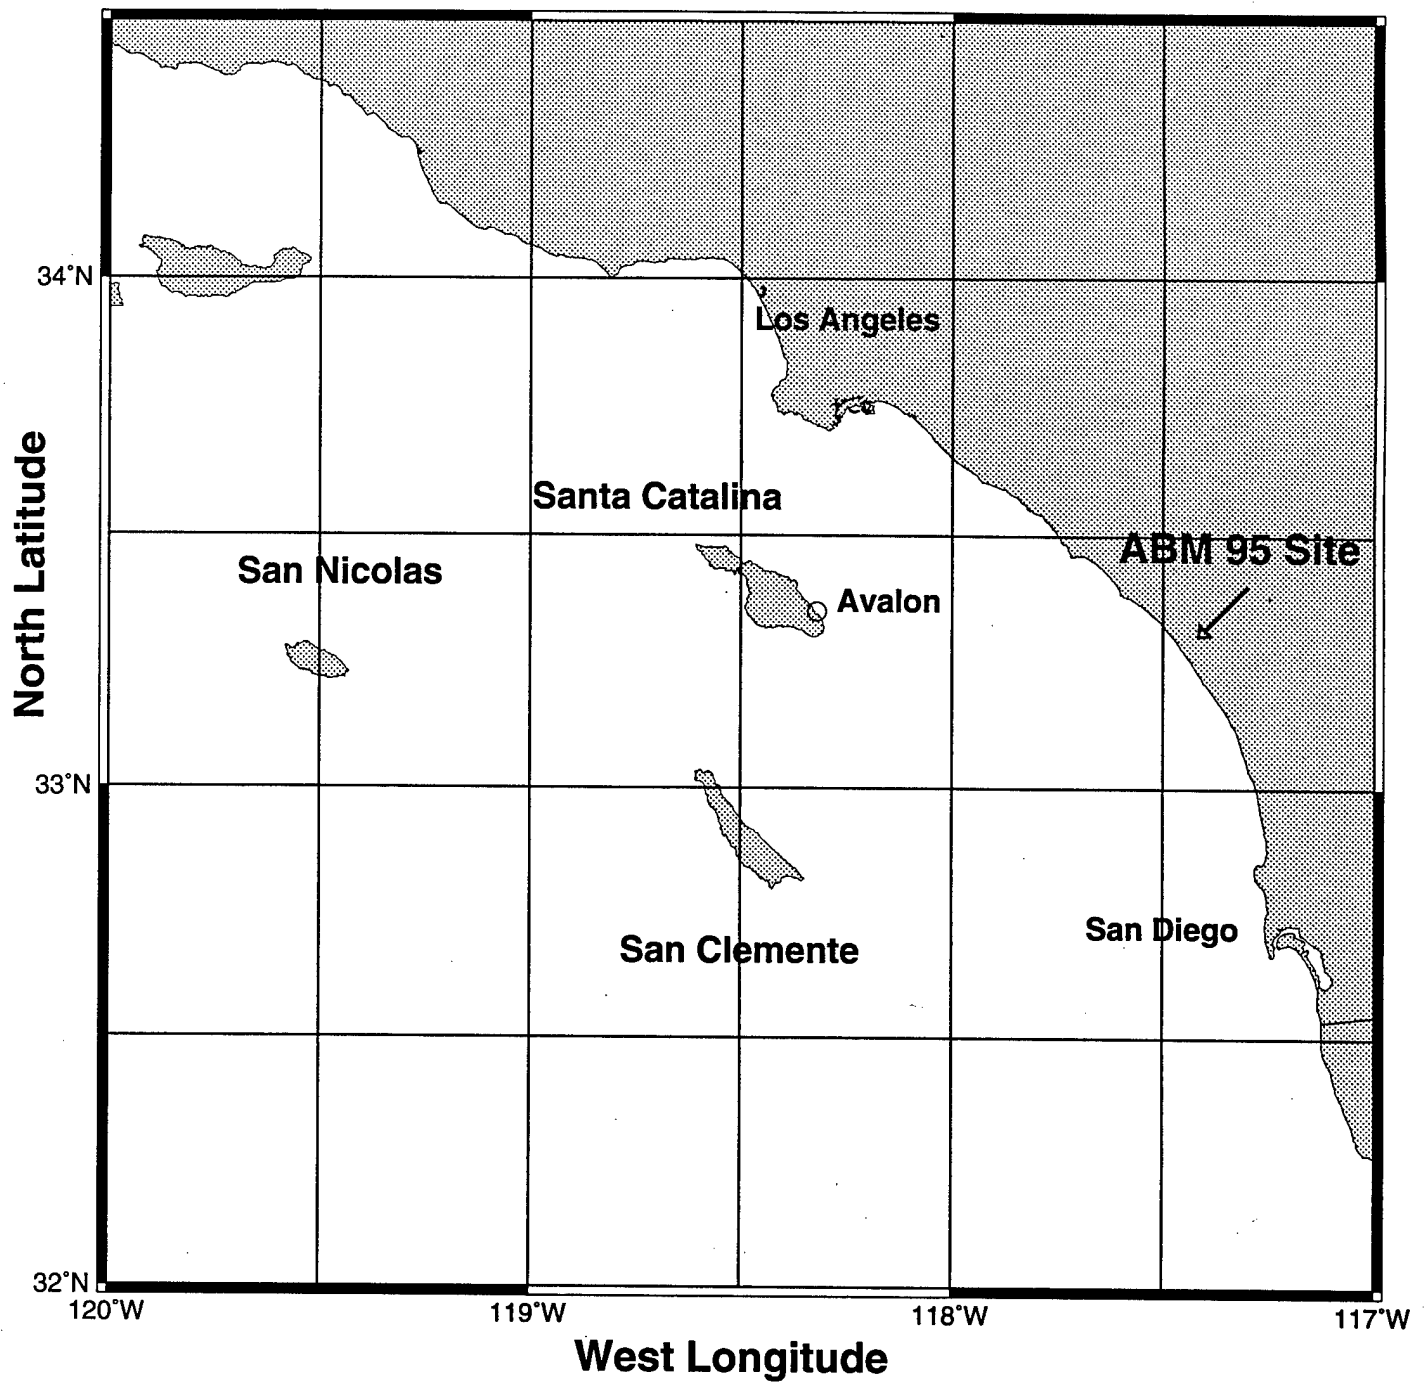 34°N
Los Angeles
Santa Catalina
ABM 95 Site
San Nicolas
Avalon
North Latitude
33°N
San Diego
San Clemente
32°N
120°W
119°W
118°W
117°W
West Longitude